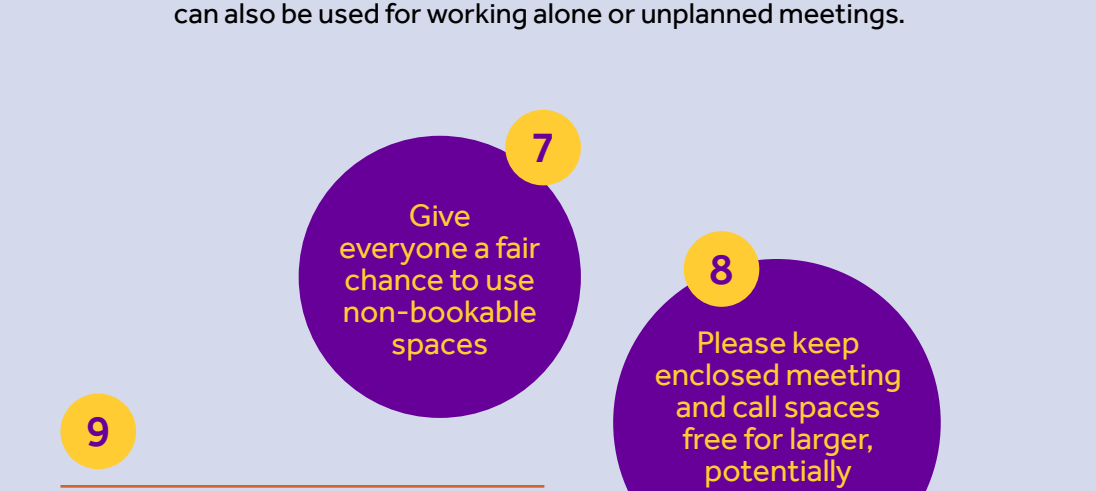 can also be used for working alone or unplanned meetings.
7
Give
everyone a fair
chance to use
non-bookable
spaces
8
Please keep
enclosed meeting
and call spaces
free for larger,
potentially
9